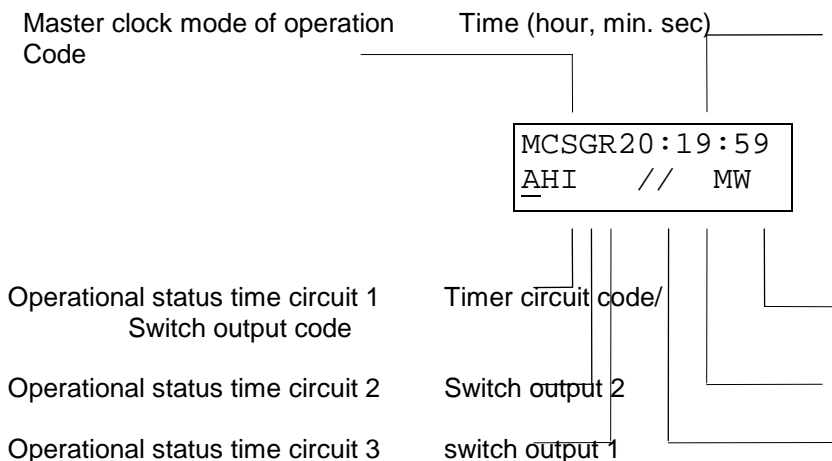 Master clock mode of operation Time (hour, min. sec)
Code
MCSGR20:19:59
AHI // MW
Operational status time circuit 1 Timer circuit code/
Switch output code
Operational status time circuit 2 Switch output 2
Operational status time circuit 3 switch output 1